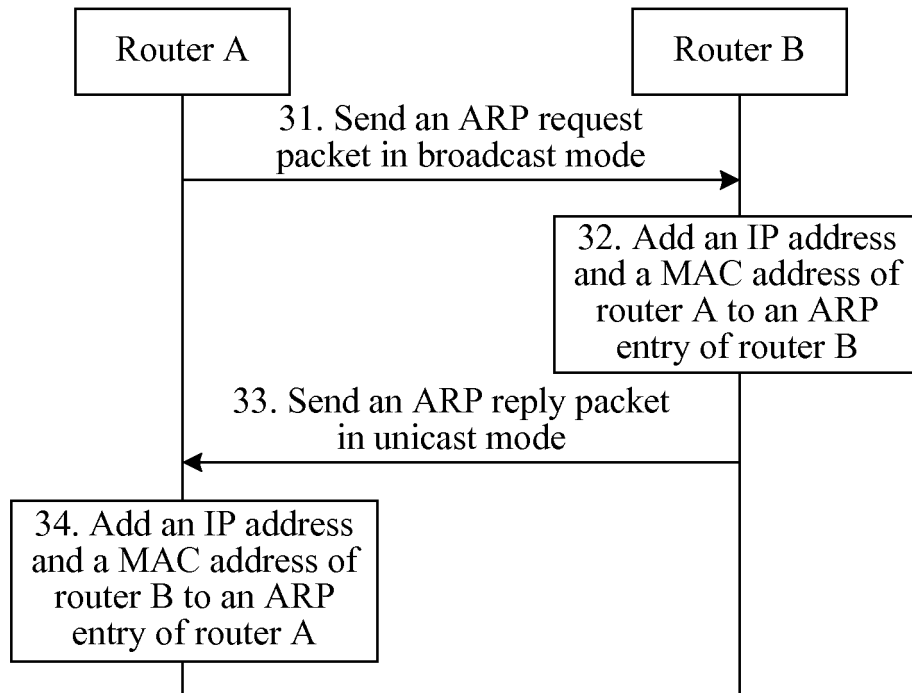 Router A
Router B
31. Send an ARP request
packet in broadcast mode
32. Add an IP address
and a MAC address of
router A to an ARP
entry of router B
33. Send an ARP reply packet
in unicast mode
34. Add an IP address
and a MAC address of
router B to an ARP
entry of router A